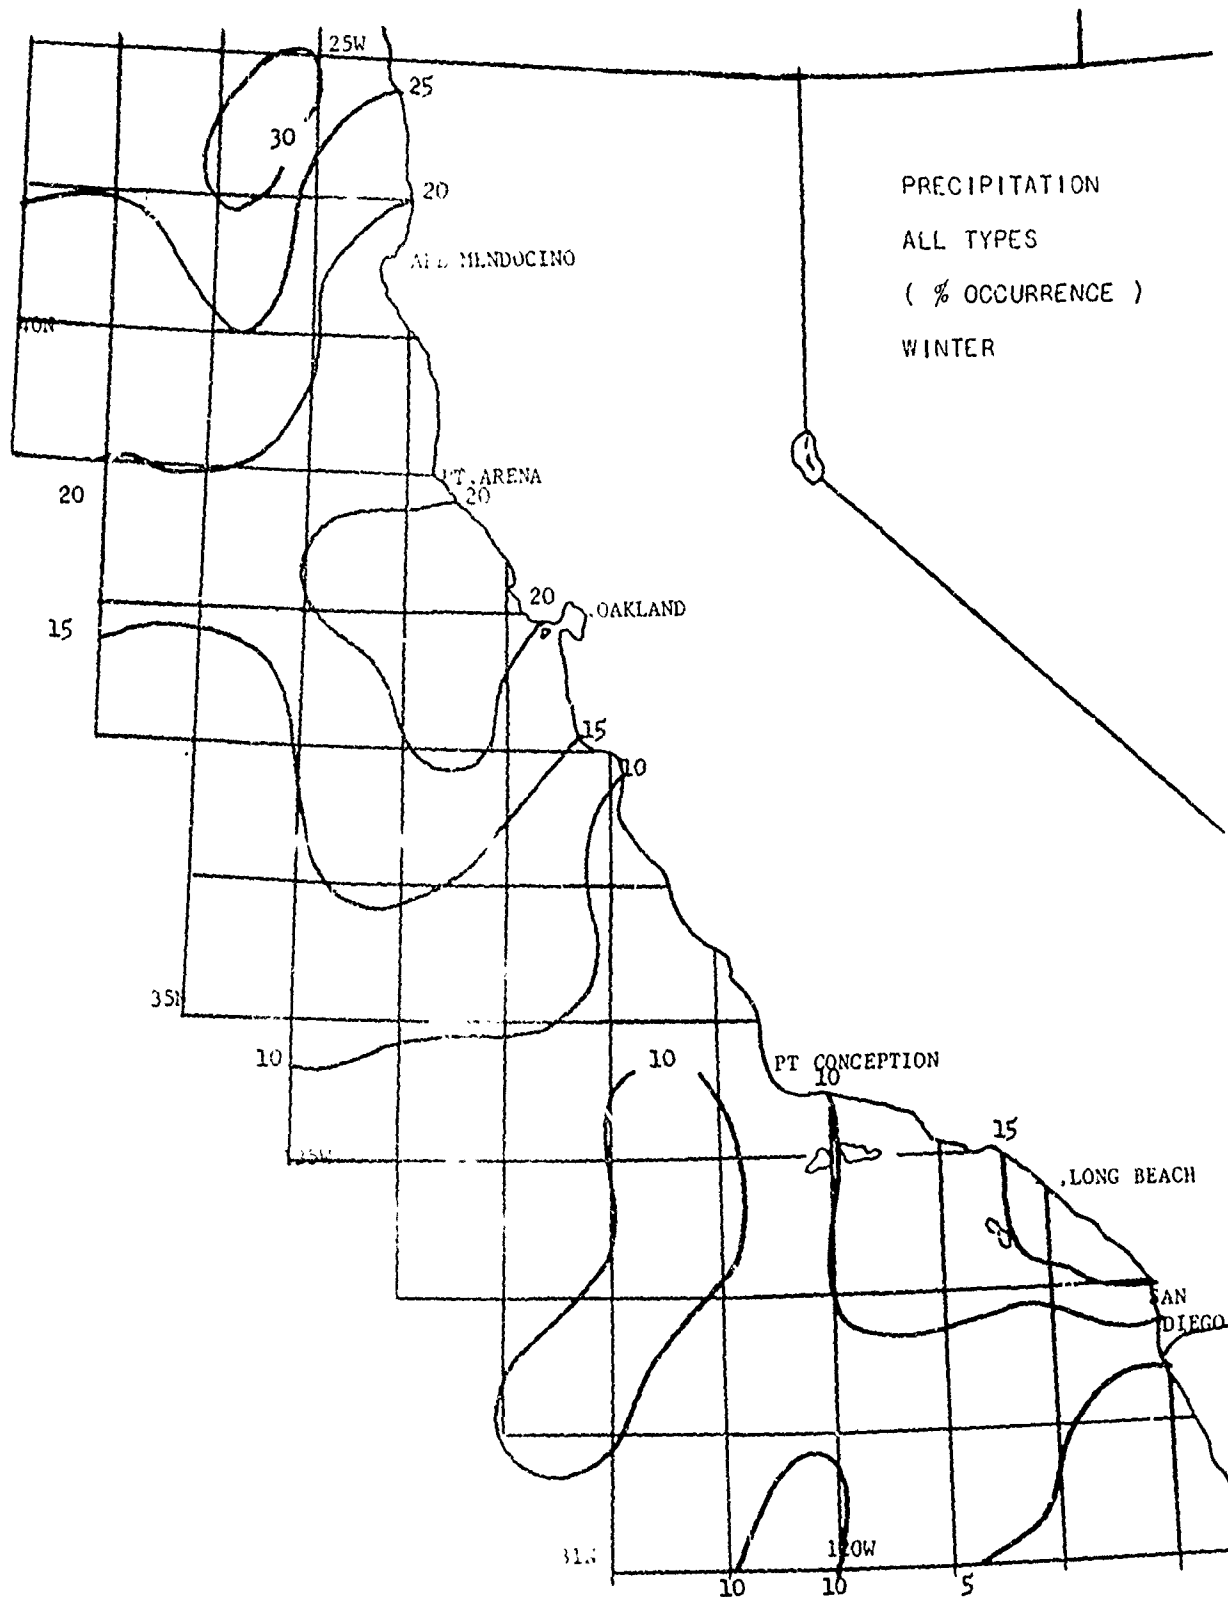 25W
25
30
PRECIPITATION
20
ALL TYPES
MENDOCINO
( % OCCURRENCE )
WINTER
PT. ARENA
20
20
20
.OAKLAND
15
15
10
35N
10
10
PT CONCEPTION
10
15
.LONG BEACH
SAN
DIEGO
31N
120W
10
10
5